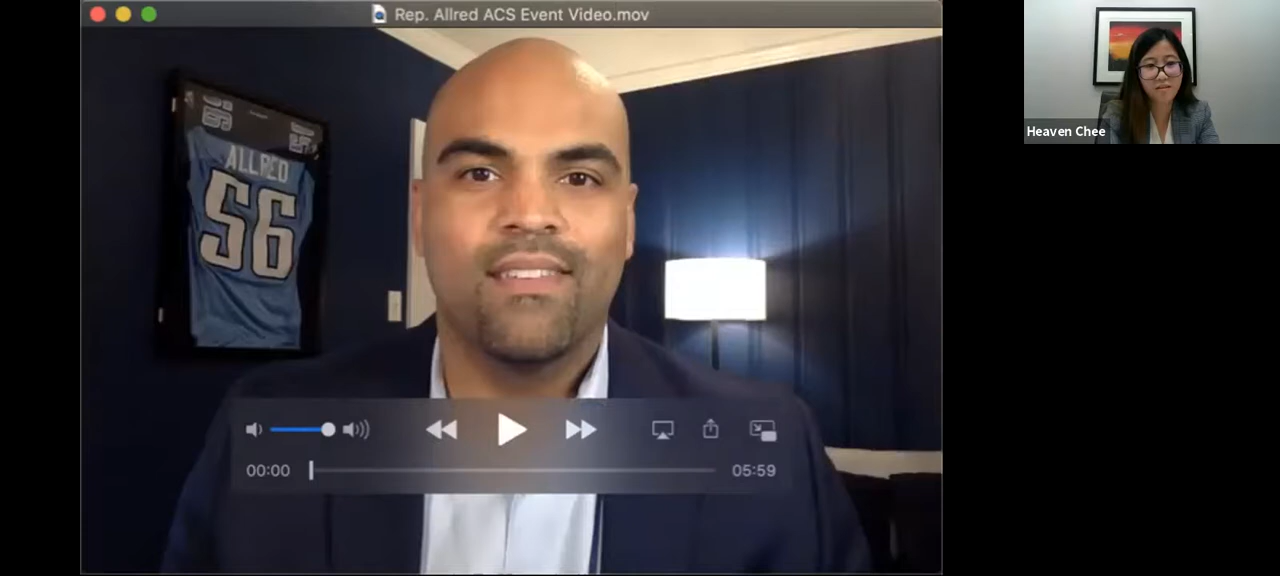 Rep. Allred ACS Event Video.mov
Heaven Chee
ALLRED
56
00:00
05:59